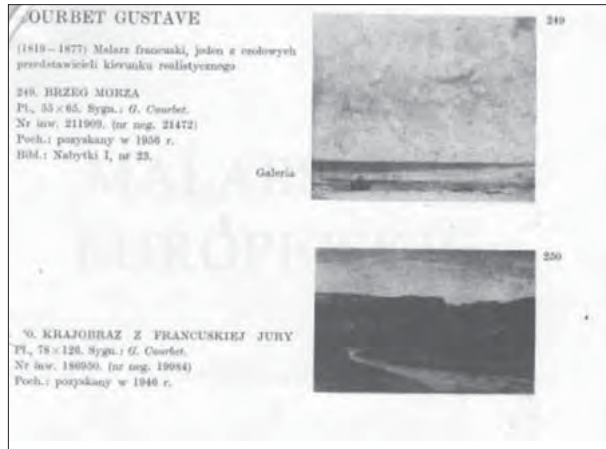 OURBET GUSTAVE
(1819–1877) Malarz francuski, jeden z czołowych
przedstawicieli kierunku realistycznego
249. BRZEG MORZA
Pł., 55×65. Sygn.: G. Courbet.
Nr inw. 211909. (nr neg. 21472)
Poch.: pozyskany w 1956 r.
Bibl.: Nabytki I, nr 23.
Galeria
249
250
0. KRAJOBRAZ Z FRANCUSKIEJ JURY
Pł., 78×126. Sygn.: G. Courbet.
Nr inw. 186950. (nr neg. 19984)
Poch.: pozyskany w 1946 r.